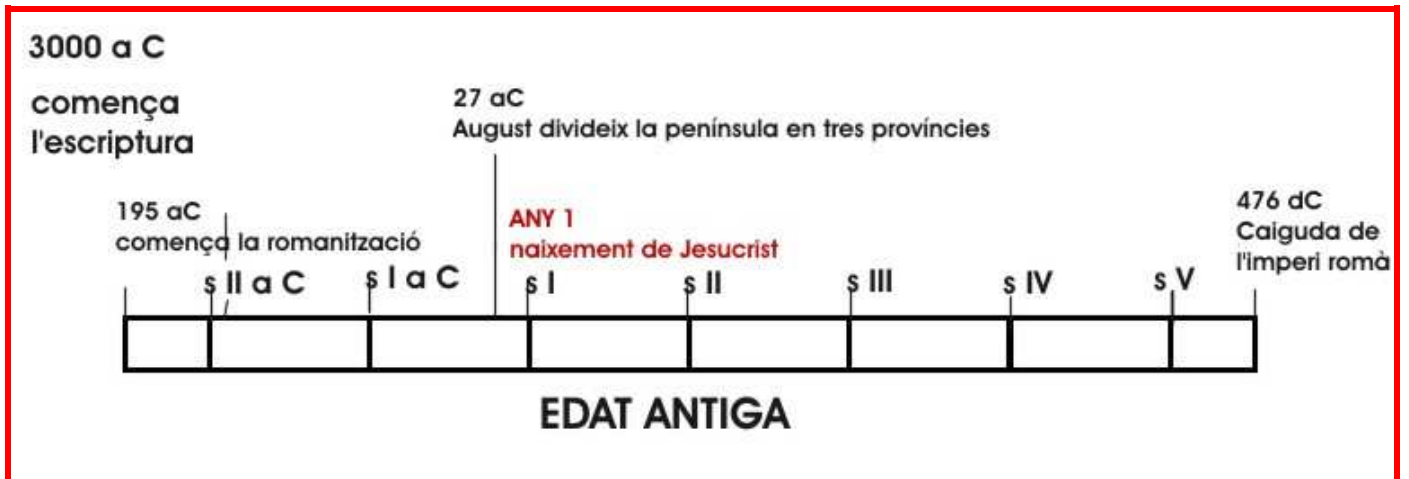 3000 a C
comença
l'escriptura
27 aC
August divideix la península en tres províncies
195 aC
comença la romanització
ANY 1
naixement de Jesucrist
476 dC
Caiguda de
l'imperi romà
s II a C
s I a C
s I
s II
s III
s IV
s V
EDAT ANTIGA